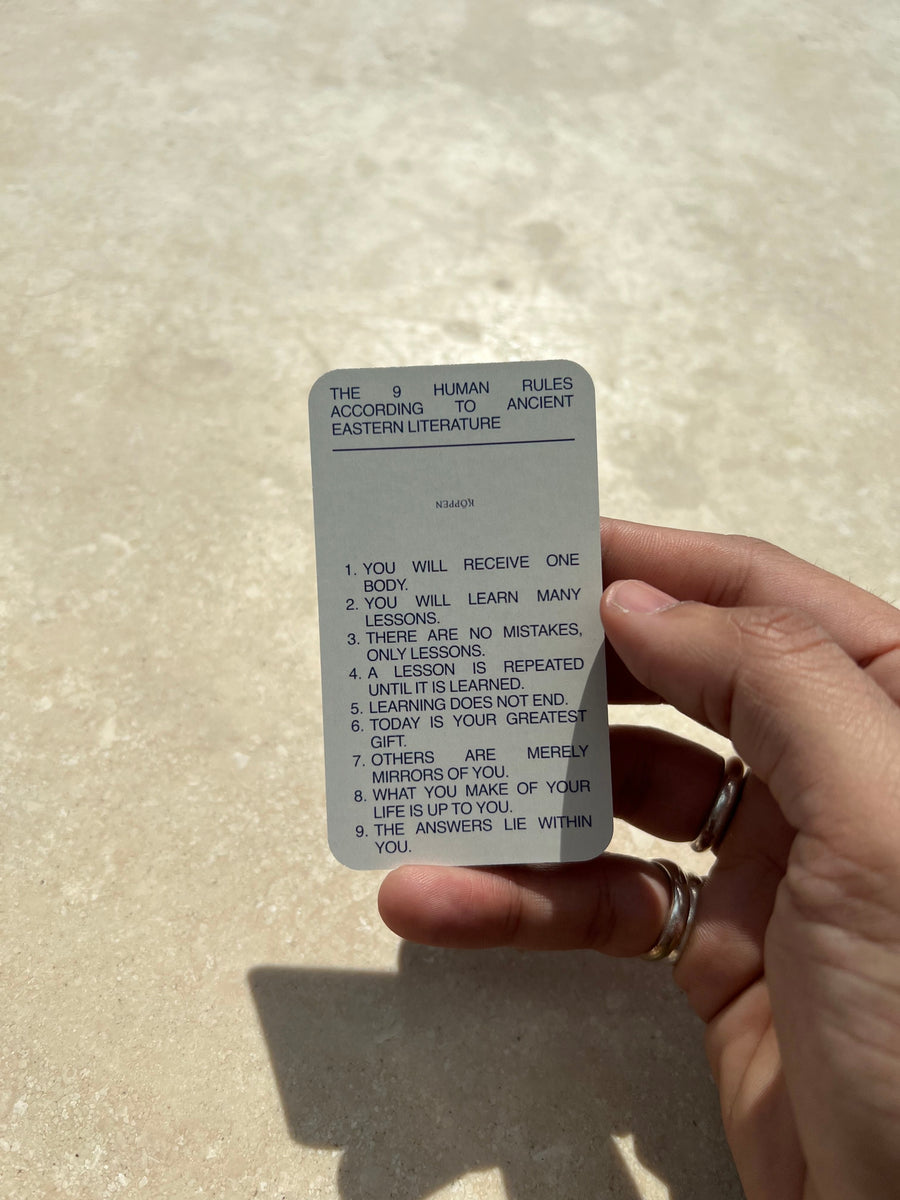 THE 9 HUMAN RULES
ACCORDING TO ANCIENT
EASTERN LITERATURE
KÖPPEN
1. YOU WILL RECEIVE ONE
BODY.
2. YOU WILL LEARN MANY
LESSONS.
3. THERE ARE NO MISTAKES,
ONLY LESSONS.
4. A LESSON IS REPEATED
UNTIL IT IS LEARNED.
5. LEARNING DOES NOT END.
6. TODAY IS YOUR GREATEST
GIFT.
7. OTHERS ARE MERELY
MIRRORS OF YOU.
8. WHAT YOU MAKE OF YOUR
LIFE IS UP TO YOU.
9. THE ANSWERS LIE WITHIN
YOU.